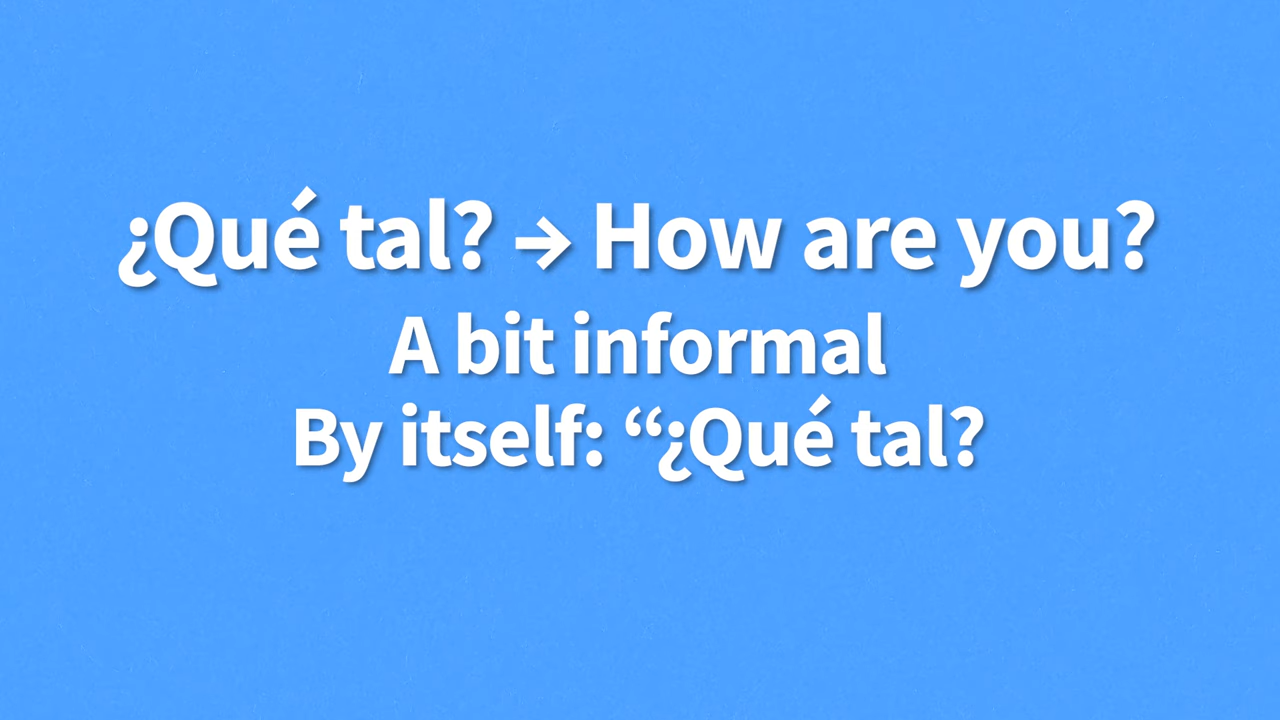 ¿Qué tal? → How are you?
A bit informal
By itself: “¿Qué tal?